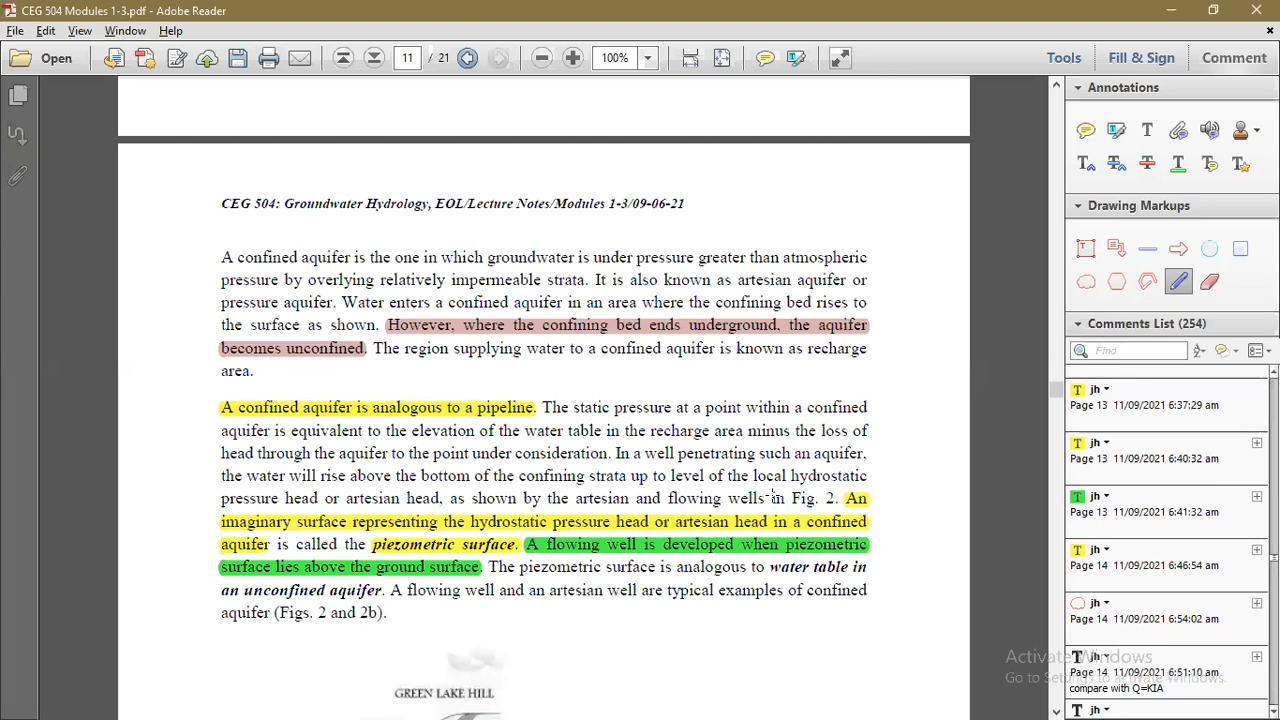 CEG 504 Modules 1-3.pdf - Adobe Reader
File Edit View Window Help
Open 11 / 21 100% Tools Fill & Sign Comment
Annotations
Drawing Markups
Comments List (254)
Find
CEG 504: Groundwater Hydrology, EOL/Lecture Notes/Modules 1-3/09-06-21
A confined aquifer is the one in which groundwater is under pressure greater than atmospheric
pressure by overlying relatively impermeable strata. It is also known as artesian aquifer or
pressure aquifer. Water enters a confined aquifer in an area where the confining bed rises to
the surface as shown. However, where the confining bed ends underground, the aquifer
becomes unconfined. The region supplying water to a confined aquifer is known as recharge
area.
A confined aquifer is analogous to a pipeline. The static pressure at a point within a confined
aquifer is equivalent to the elevation of the water table in the recharge area minus the loss of
head through the aquifer to the point under consideration. In a well penetrating such an aquifer,
the water will rise above the bottom of the confining strata up to level of the local hydrostatic
pressure head or artesian head, as shown by the artesian and flowing wells in Fig. 2. An
imaginary surface representing the hydrostatic pressure head or artesian head in a confined
aquifer is called the piezometric surface. A flowing well is developed when piezometric
surface lies above the ground surface. The piezometric surface is analogous to water table in
an unconfined aquifer. A flowing well and an artesian well are typical examples of confined
aquifer (Figs. 2 and 2b).
GREEN LAKE HILL
jh
Page 13 11/09/2021 6:37:29 am
jh
Page 13 11/09/2021 6:40:32 am
jh
Page 13 11/09/2021 6:41:32 am
jh
Page 14 11/09/2021 6:46:54 am
jh
Page 14 11/09/2021 6:54:02 am
jh
Page 14 11/09/2021 6:51:10 am
compare with Q=KIA
jh
Activate Windows
Go to Settings to activate Windows.